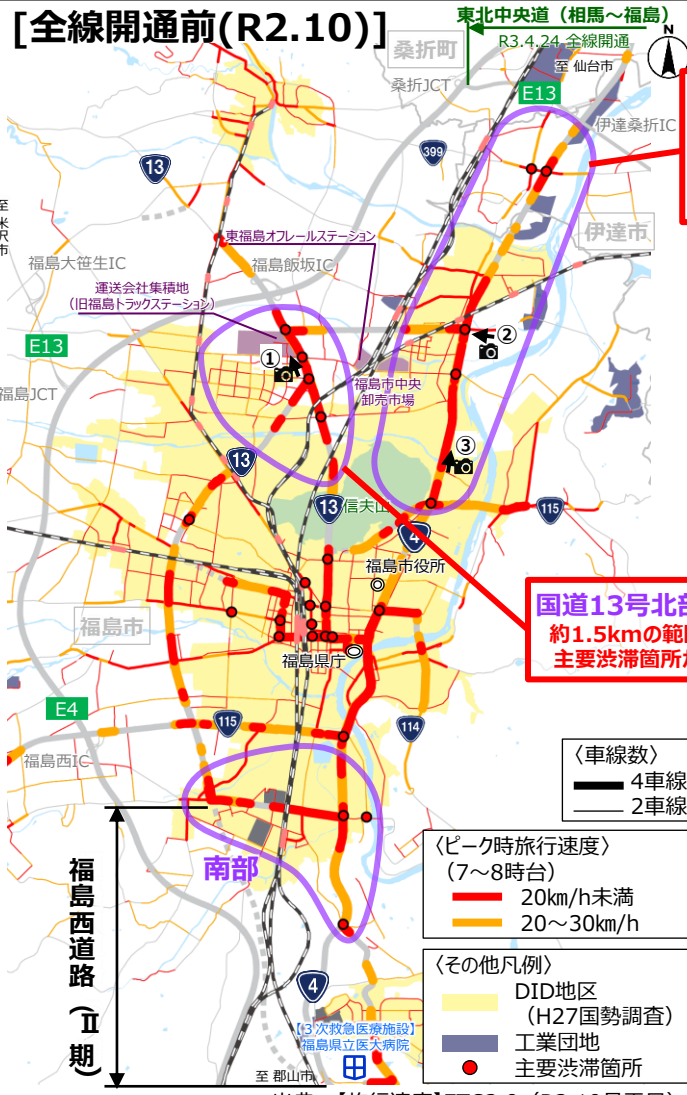 [全線開通前(R2.10)]
東北中央道（相馬～福島）
R3.4.24 全線開通
N
桑折町
至 仙台市
桑折JCT
E13
伊達桑折IC
399
13
至 米沢市
東福島オフレールステーション
伊達市
福島大笹生IC
福島飯坂IC
運送会社集積地
（旧福島トラックステーション）
E13
①
②
福島市中央
卸売市場
福島JCT
③
13
13
信夫山
4
115
福島市役所
国道13号北部
約1.5kmの範囲
主要渋滞箇所が
福島市
福島県庁
E4
115
114
福島西IC
〈車線数〉
4車線
2車線
南部
〈ピーク時旅行速度〉
（7～8時台）
20km/h未満
20～30km/h
福島西道路（Ⅱ期）
〈その他凡例〉
DID地区
（H27国勢調査）
工業団地
主要渋滞箇所
4
【3次救急医療施設】
福島県立医大病院
至 郡山市